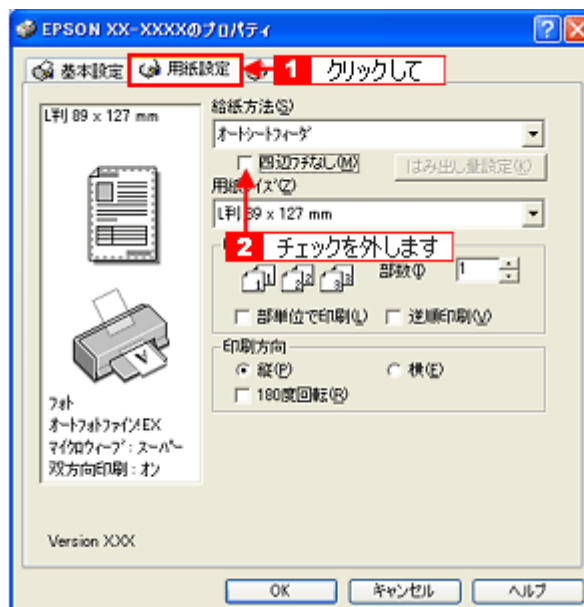 EPSON XX-XXXXのプロパティ
基本設定
用紙設定
1 クリックして
L判 89 x 127 mm
給紙方法(S)
オートシートフィーダ
四辺フチなし(M)
はみ出し量設定(K)
用紙サイズ(Z)
L判 89 x 127 mm
2 チェックを外します
部数(I) 1
部単位で印刷(L)
逆順印刷(V)
印刷方向
縦(P)
横(E)
180度回転(R)
フォト
オートフォトファイン!EX
マイクロウィーブ:スーパー
双方向印刷:オン
Version XXX
OK
キャンセル
ヘルプ